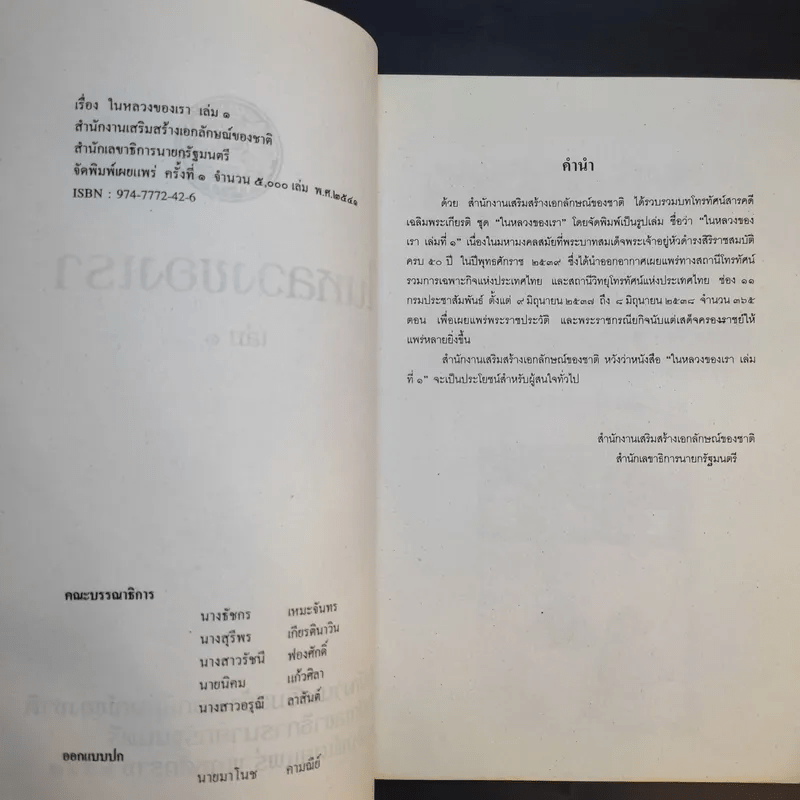 เรื่อง ในหลวงของเรา เล่ม ๑
สำนักงานเสริมสร้างเอกลักษณ์ของชาติ
สำนักเลขาธิการนายกรัฐมนตรี
จัดพิมพ์เผยแพร่ ครั้งที่ ๑ จำนวน ๕,๐๐๐ เล่ม พ.ศ.๒๕๔๑
ISBN : 974-7772-42-6
คณะบรรณาธิการ
นางธัชกร เหมะจันทร
นางสุรีพร เกียรตินาวิน
นางสาวรัชนี ฟองศักดิ์
นายนิคม แก้วศิลา
นางสาวอรุณี ลาสันต์
ออกแบบปก
นายมาโนช คามณีย์
คำนำ
ด้วย สำนักงานเสริมสร้างเอกลักษณ์ของชาติ ได้รวบรวมบทโทรทัศน์สารคดี
เฉลิมพระเกียรติ ชุด "ในหลวงของเรา" โดยจัดพิมพ์เป็นรูปเล่ม ชื่อว่า "ในหลวงของ
เรา เล่มที่ ๑" เนื่องในมหามงคลสมัยที่พระบาทสมเด็จพระเจ้าอยู่หัวดำรงสิริราชสมบัติ
ครบ ๕๐ ปี ในปีพุทธศักราช ๒๕๓๙ ซึ่งได้นำออกอากาศเผยแพร่ทางสถานีโทรทัศน์
รวมการเฉพาะกิจแห่งประเทศไทย และสถานีวิทยุโทรทัศน์แห่งประเทศไทย ช่อง ๑๑
กรมประชาสัมพันธ์ ตั้งแต่ ๙ มิถุนายน ๒๕๓๗ ถึง ๘ มิถุนายน ๒๕๓๘ จำนวน ๓๖๕
ตอน เพื่อเผยแพร่พระราชประวัติ และพระราชกรณียกิจนับแต่เสด็จครองราชย์ให้
แพร่หลายยิ่งขึ้น
สำนักงานเสริมสร้างเอกลักษณ์ของชาติ หวังว่าหนังสือ "ในหลวงของเรา เล่ม
ที่ ๑" จะเป็นประโยชน์สำหรับผู้สนใจทั่วไป
สำนักงานเสริมสร้างเอกลักษณ์ของชาติ
สำนักเลขาธิการนายกรัฐมนตรี